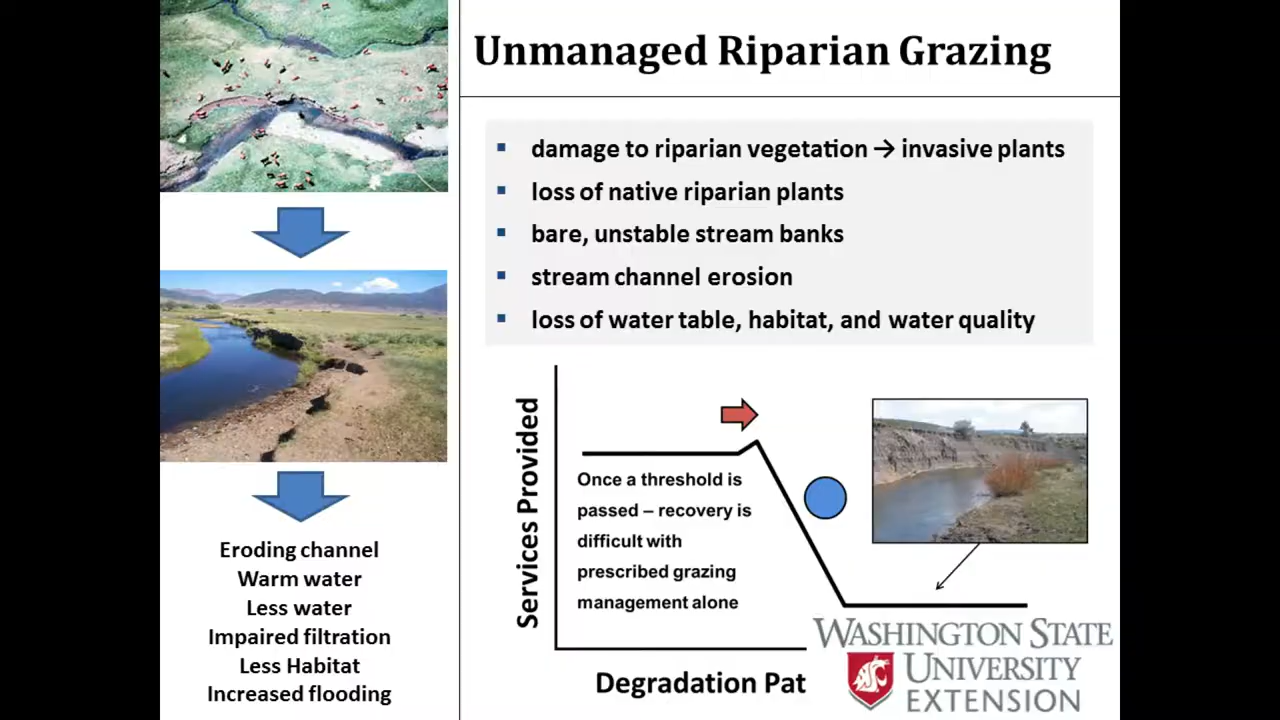 Unmanaged Riparian Grazing
▪ damage to riparian vegetation → invasive plants
▪ loss of native riparian plants
▪ bare, unstable stream banks
▪ stream channel erosion
▪ loss of water table, habitat, and water quality
Eroding channel
Warm water
Less water
Impaired filtration
Less Habitat
Increased flooding
Services Provided
Once a threshold is
passed – recovery is
difficult with
prescribed grazing
management alone
Degradation Pat
WASHINGTON STATE
UNIVERSITY
EXTENSION